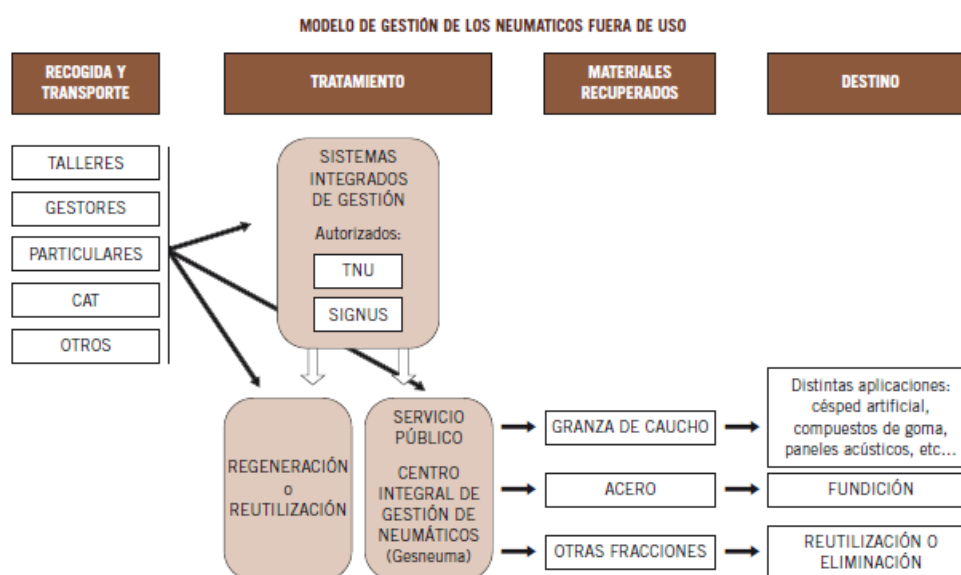 MODELO DE GESTIÓN DE LOS NEUMATICOS FUERA DE USO
RECOGIDA Y
TRANSPORTE
TRATAMIENTO
MATERIALES
RECUPERADOS
DESTINO
TALLERES
GESTORES
PARTICULARES
CAT
OTROS
SISTEMAS
INTEGRADOS
DE GESTIÓN
Autorizados:
TNU
SIGNUS
REGENERACIÓN
o
REUTILIZACIÓN
SERVICIO
PÚBLICO
CENTRO
INTEGRAL DE
GESTIÓN DE
NEUMÁTICOS
(Gesneuma)
GRANZA DE CAUCHO
ACERO
OTRAS FRACCIONES
Distintas aplicaciones:
césped artificial,
compuestos de goma,
paneles acústicos, etc...
FUNDICIÓN
REUTILIZACIÓN O
ELIMINACIÓN